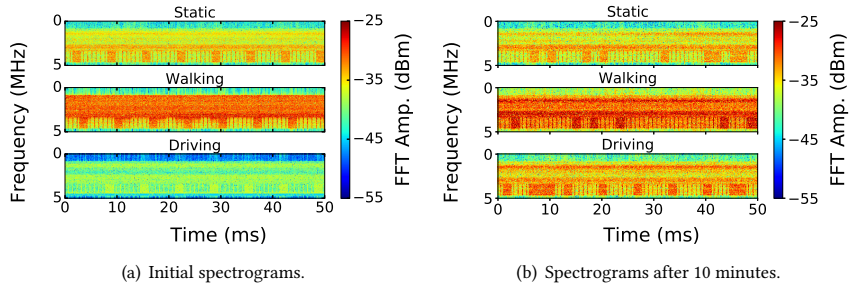 Static
Walking
Driving
Frequency (MHz)
0
5
0
5
0
5
0 10 20 30 40 50
Time (ms)
−25
−35
−45
−55
FFT Amp. (dBm)
(a) Initial spectrograms.
Static
Walking
Driving
Frequency (MHz)
0
5
0
5
0
5
0 10 20 30 40 50
Time (ms)
−25
−35
−45
−55
FFT Amp. (dBm)
(b) Spectrograms after 10 minutes.